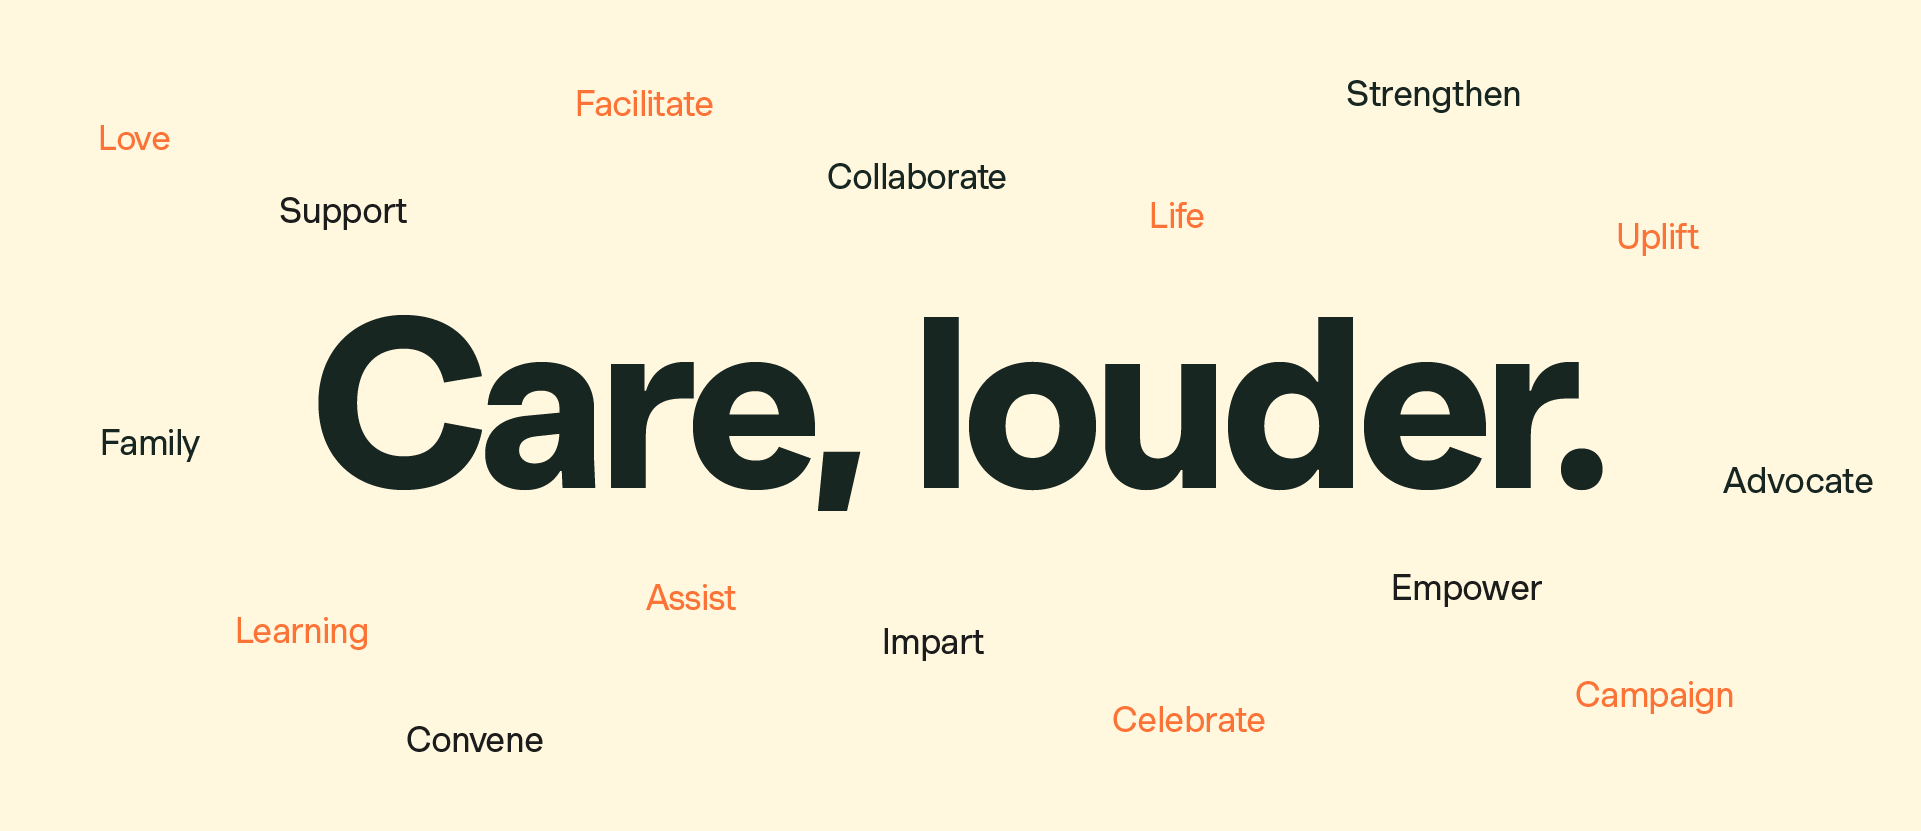 Strengthen
Facilitate
Love
Collaborate
Support
Life
Uplift
Care, louder.
Family
Advocate
Empower
Assist
Learning
Impart
Campaign
Celebrate
Convene